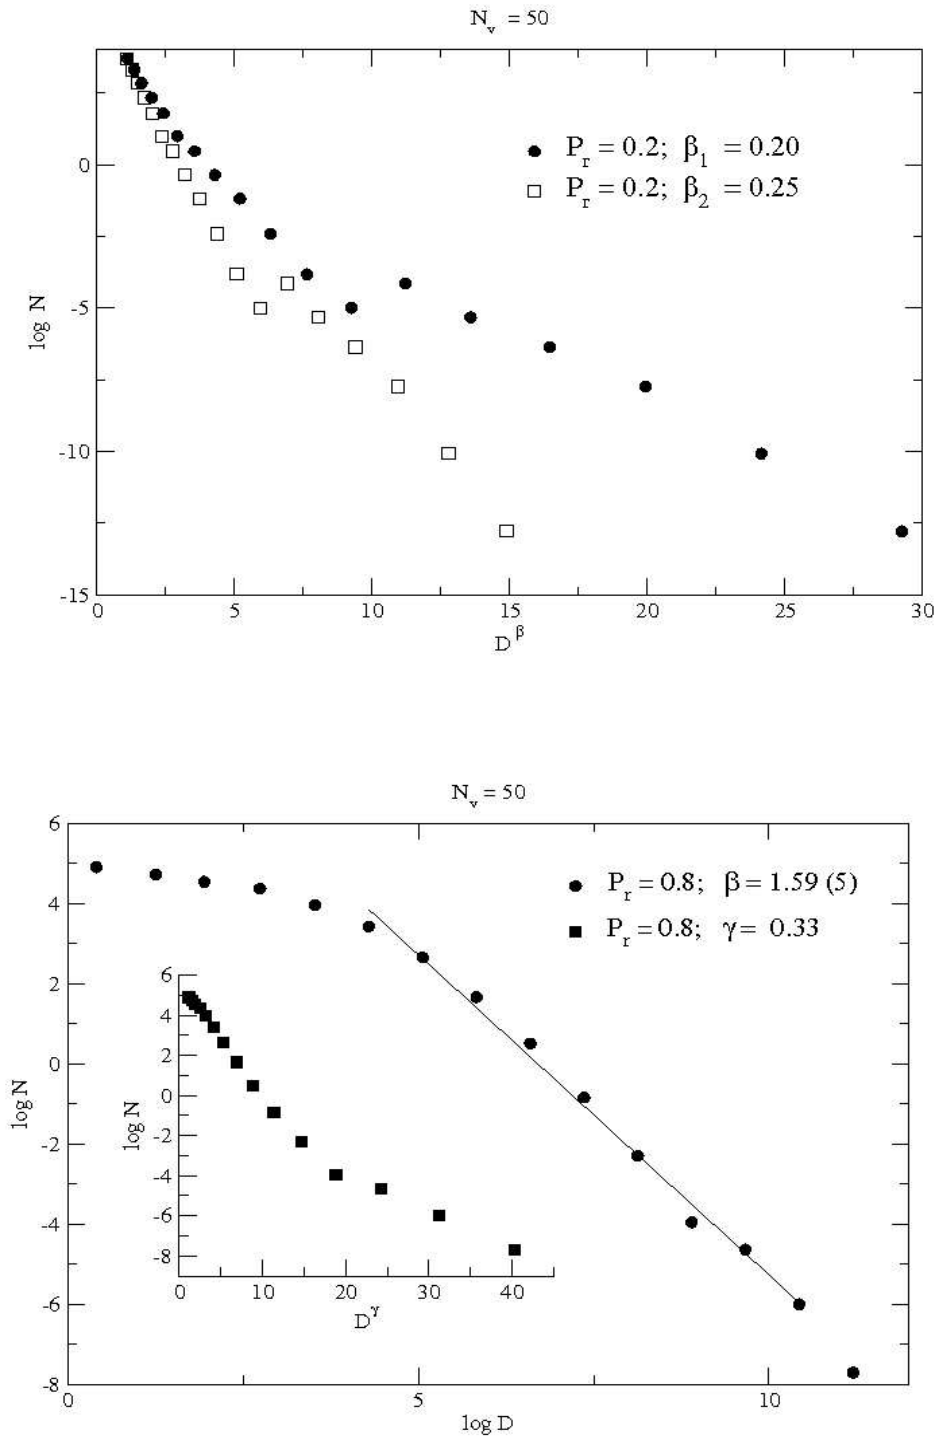 N_v = 50
P_r = 0.2; β_1 = 0.20
P_r = 0.2; β_2 = 0.25
0
-5
-10
-15
log N
0 5 10 15 20 25 30
D^β
N_v = 50
6
4
2
0
-2
-4
-6
-8
log N
P_r = 0.8; β = 1.59 (5)
P_r = 0.8; γ = 0.33
6
4
2
0
-2
-4
-6
-8
log N
0 10 20 30 40
D^γ
0 5 10
log D